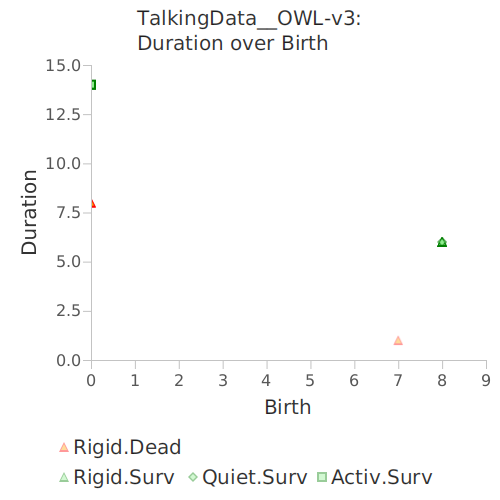 TalkingData__OWL-v3:
Duration over Birth
15.0
12.5
10.0
7.5
5.0
2.5
0.0
Duration
0 1 2 3 4 5 6 7 8 9
Birth
Rigid.Dead
Rigid.Surv Quiet.Surv Activ.Surv